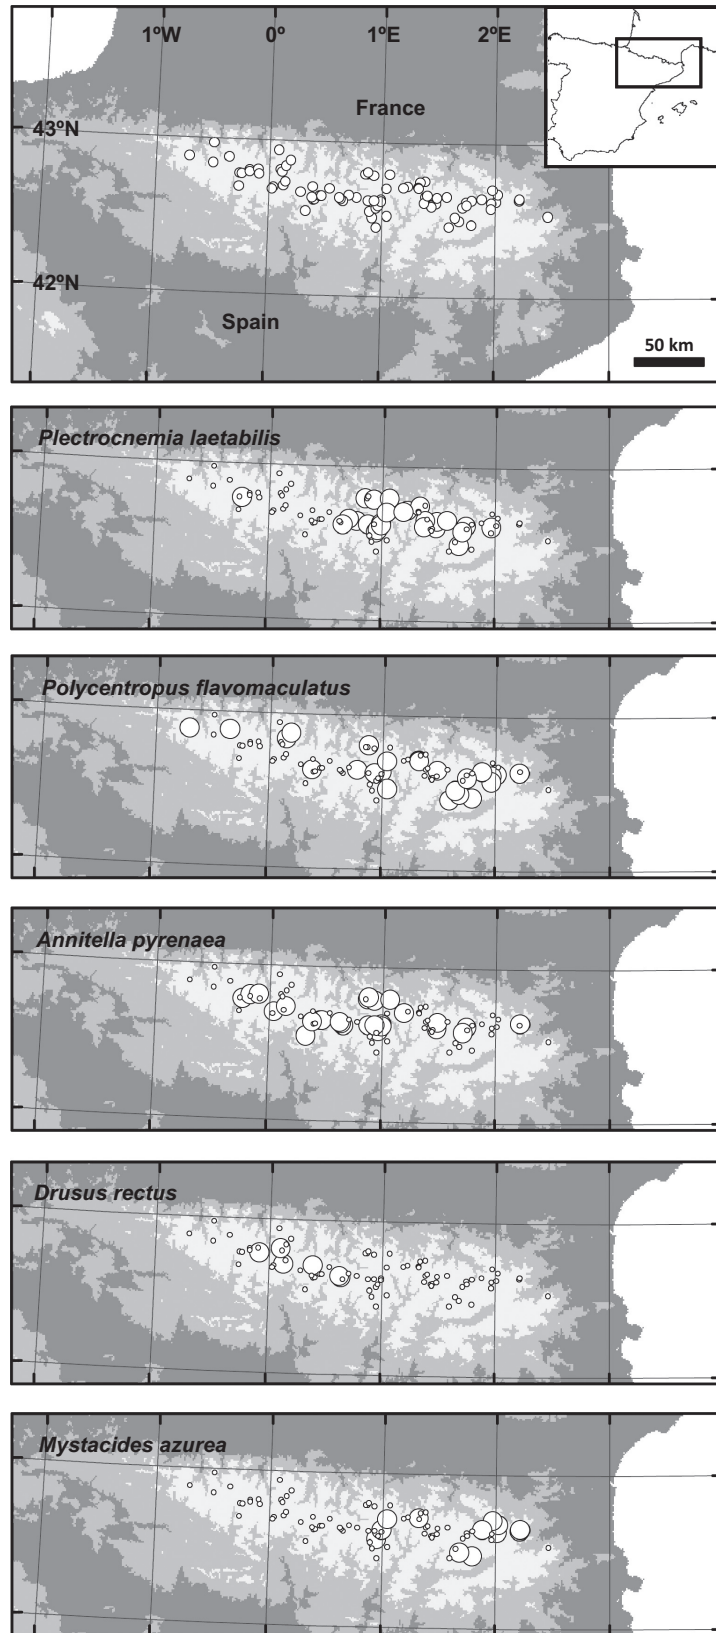 1ºW 0º 1ºE 2ºE
France
43ºN
42ºN
Spain
50 km
Plectrocnemia laetabilis
Polycentropus flavomaculatus
Annitella pyrenaea
Drusus rectus
Mystacides azurea